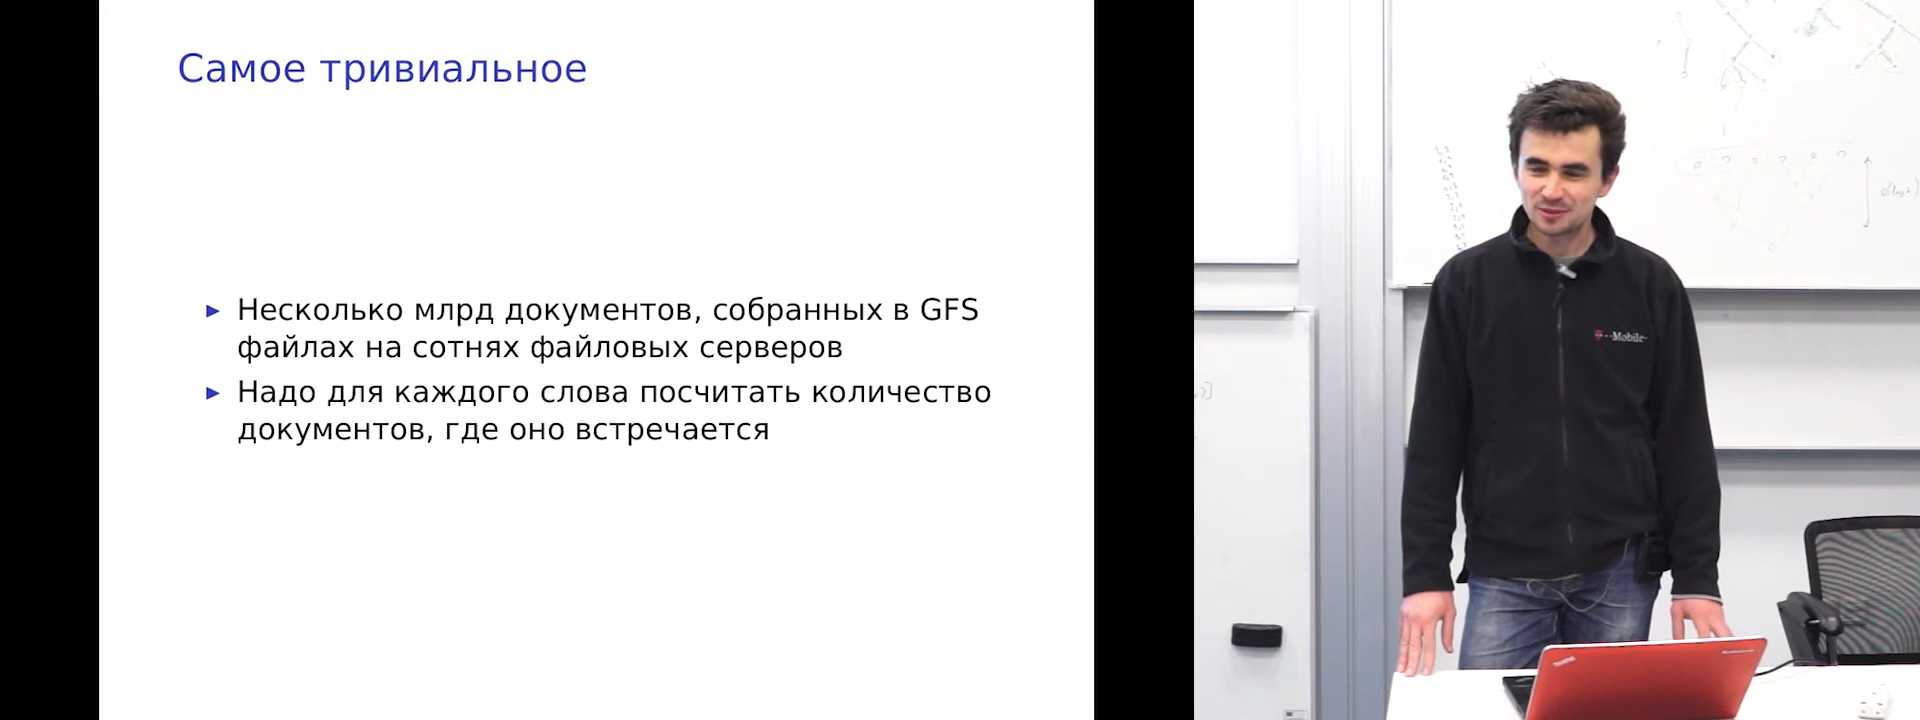 Самое тривиальное
Несколько млрд документов, собранных в GFS
файлах на сотнях файловых серверов
Надо для каждого слова посчитать количество
документов, где оно встречается
Mobile
ThinkPad